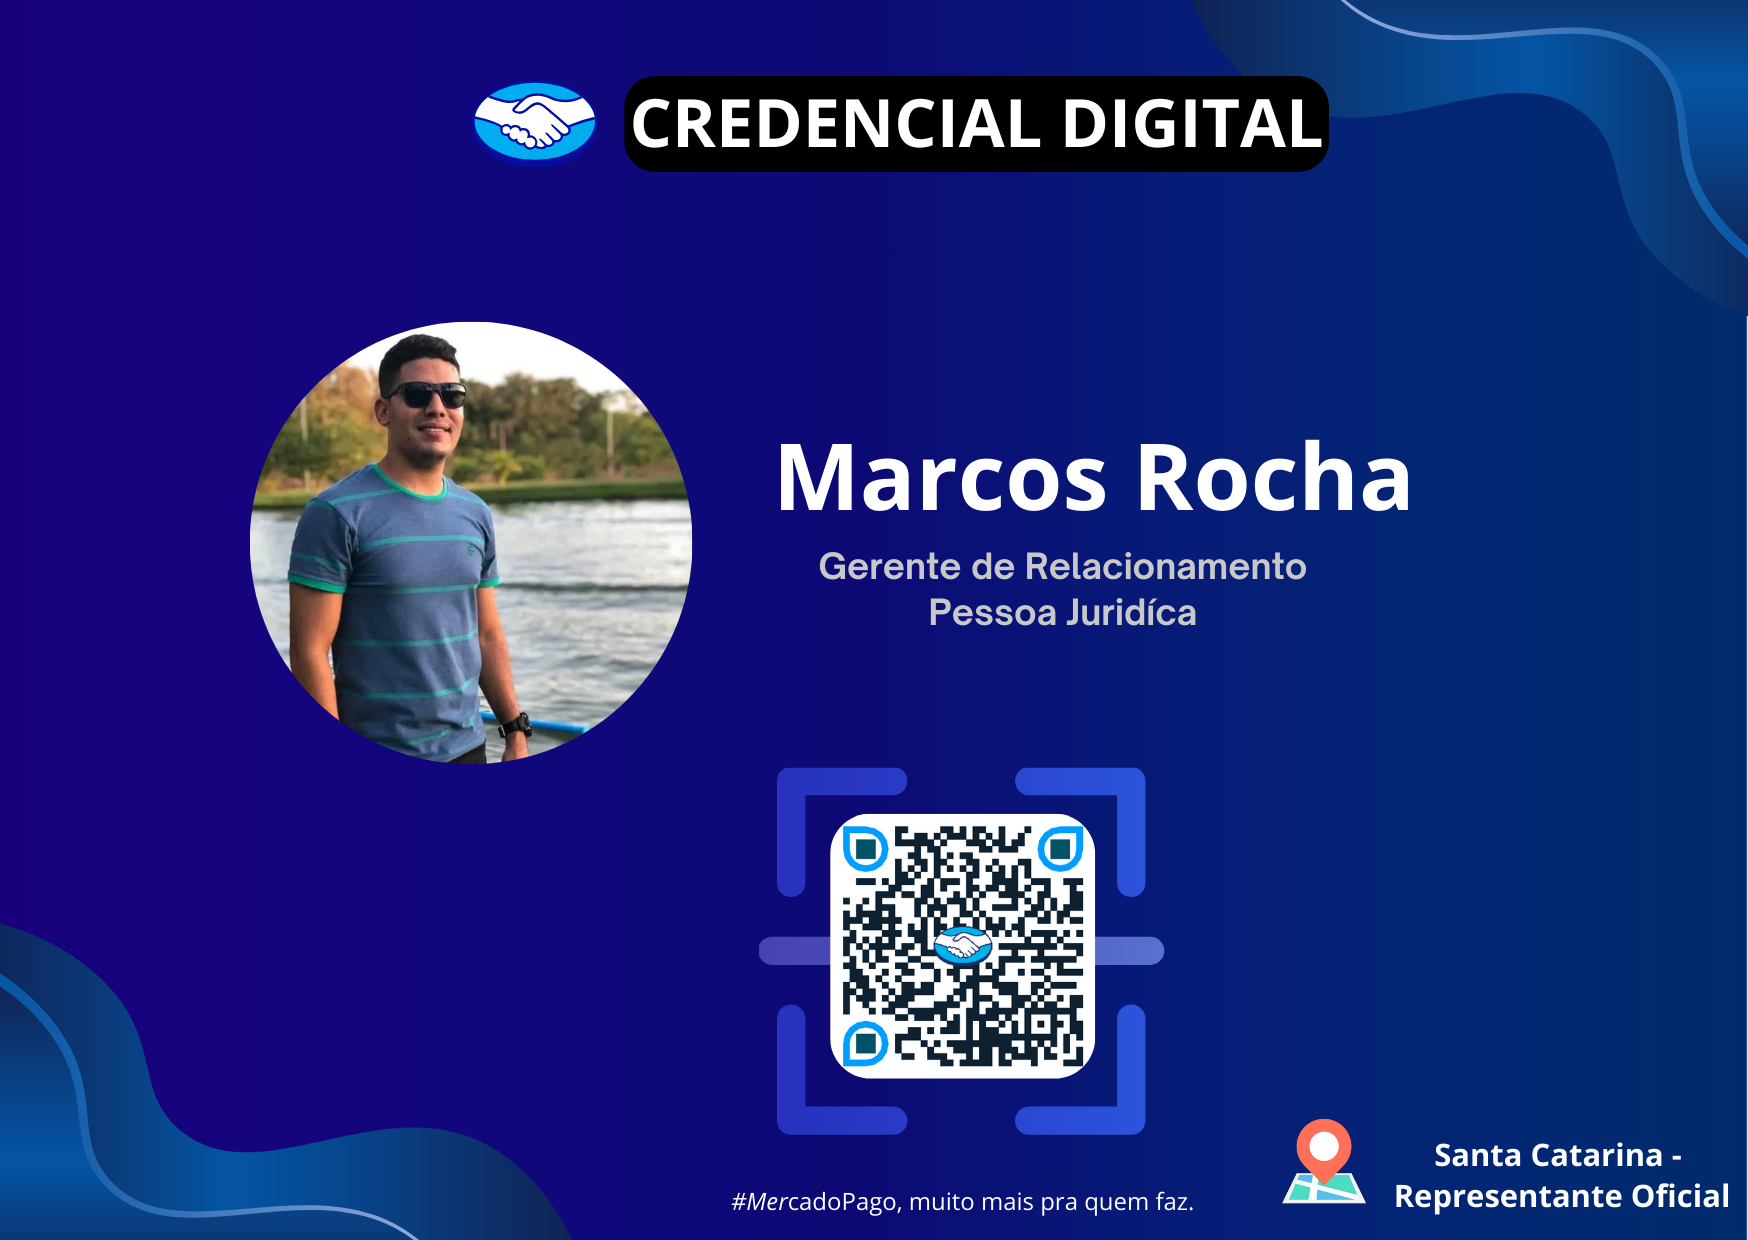 CREDENCIAL DIGITAL
Marcos Rocha
Gerente de Relacionamento
Pessoa Juridíca
#MercadoPago, muito mais pra quem faz.
Santa Catarina -
Representante Oficial